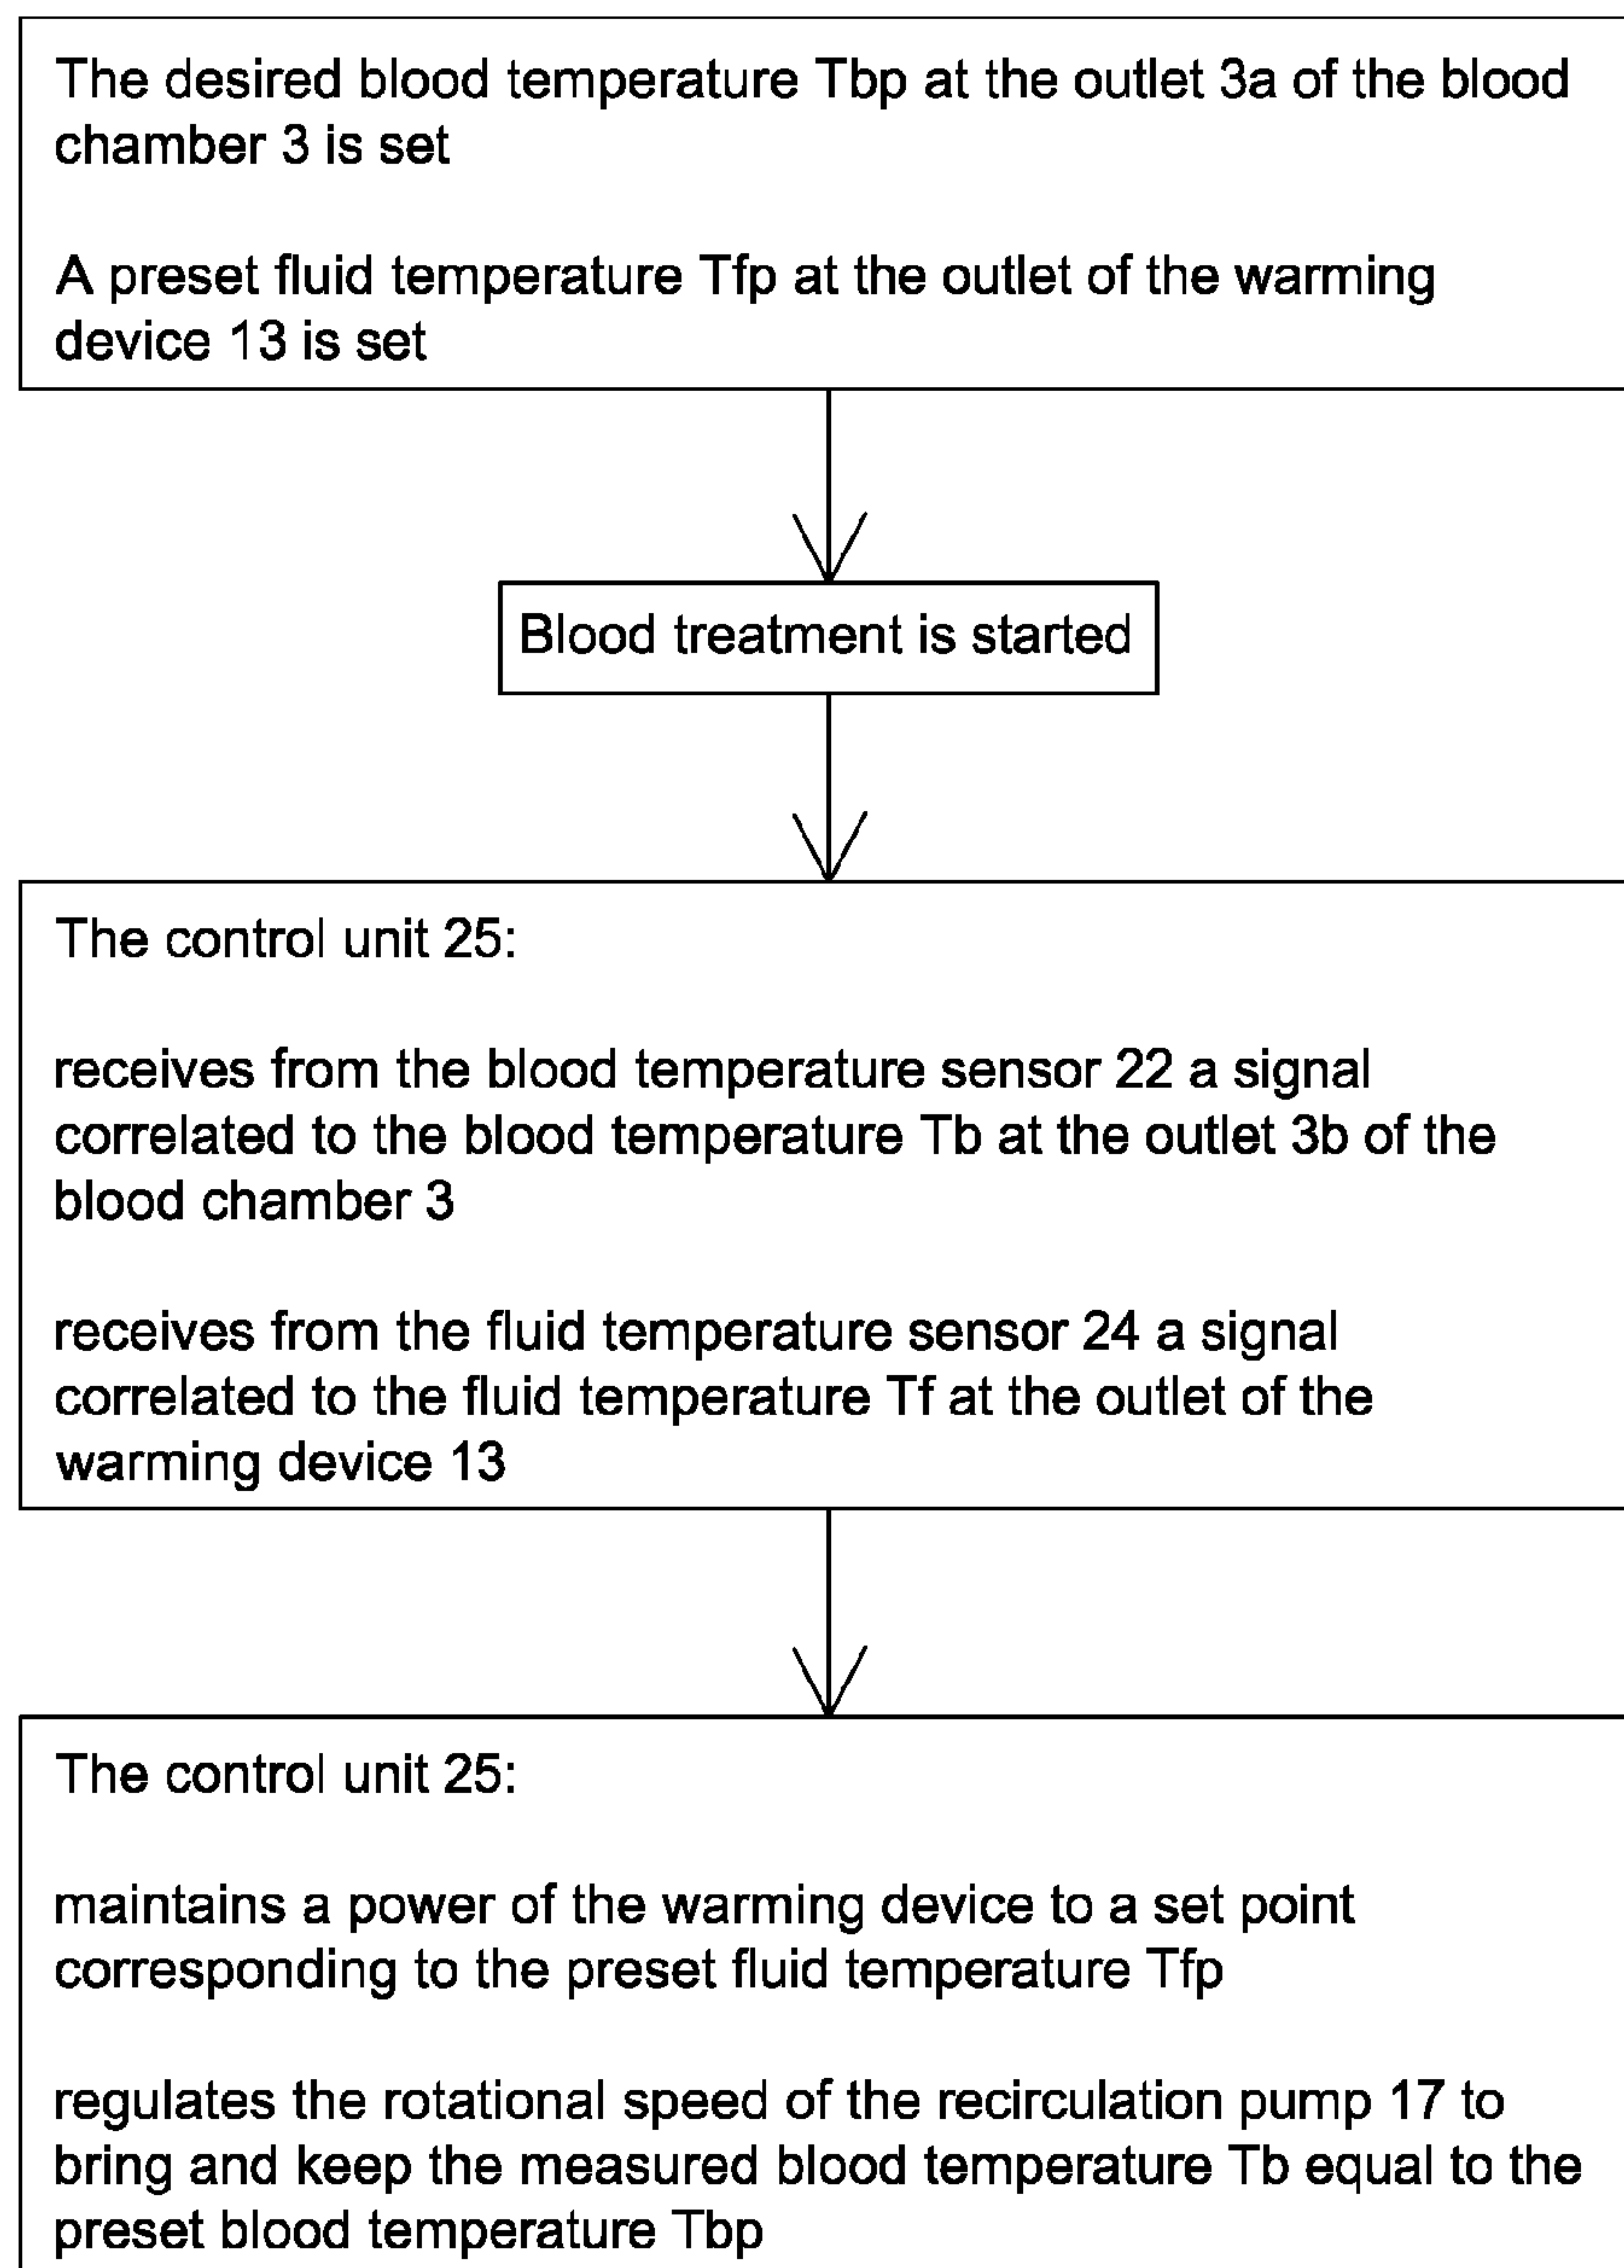 The desired blood temperature Tbp at the outlet 3a of the blood
chamber 3 is set
A preset fluid temperature Tfp at the outlet of the warming
device 13 is set
Blood treatment is started
The control unit 25:
receives from the blood temperature sensor 22 a signal
correlated to the blood temperature Tb at the outlet 3b of the
blood chamber 3
receives from the fluid temperature sensor 24 a signal
correlated to the fluid temperature Tf at the outlet of the
warming device 13
The control unit 25:
maintains a power of the warming device to a set point
corresponding to the preset fluid temperature Tfp
regulates the rotational speed of the recirculation pump 17 to
bring and keep the measured blood temperature Tb equal to the
preset blood temperature Tbp